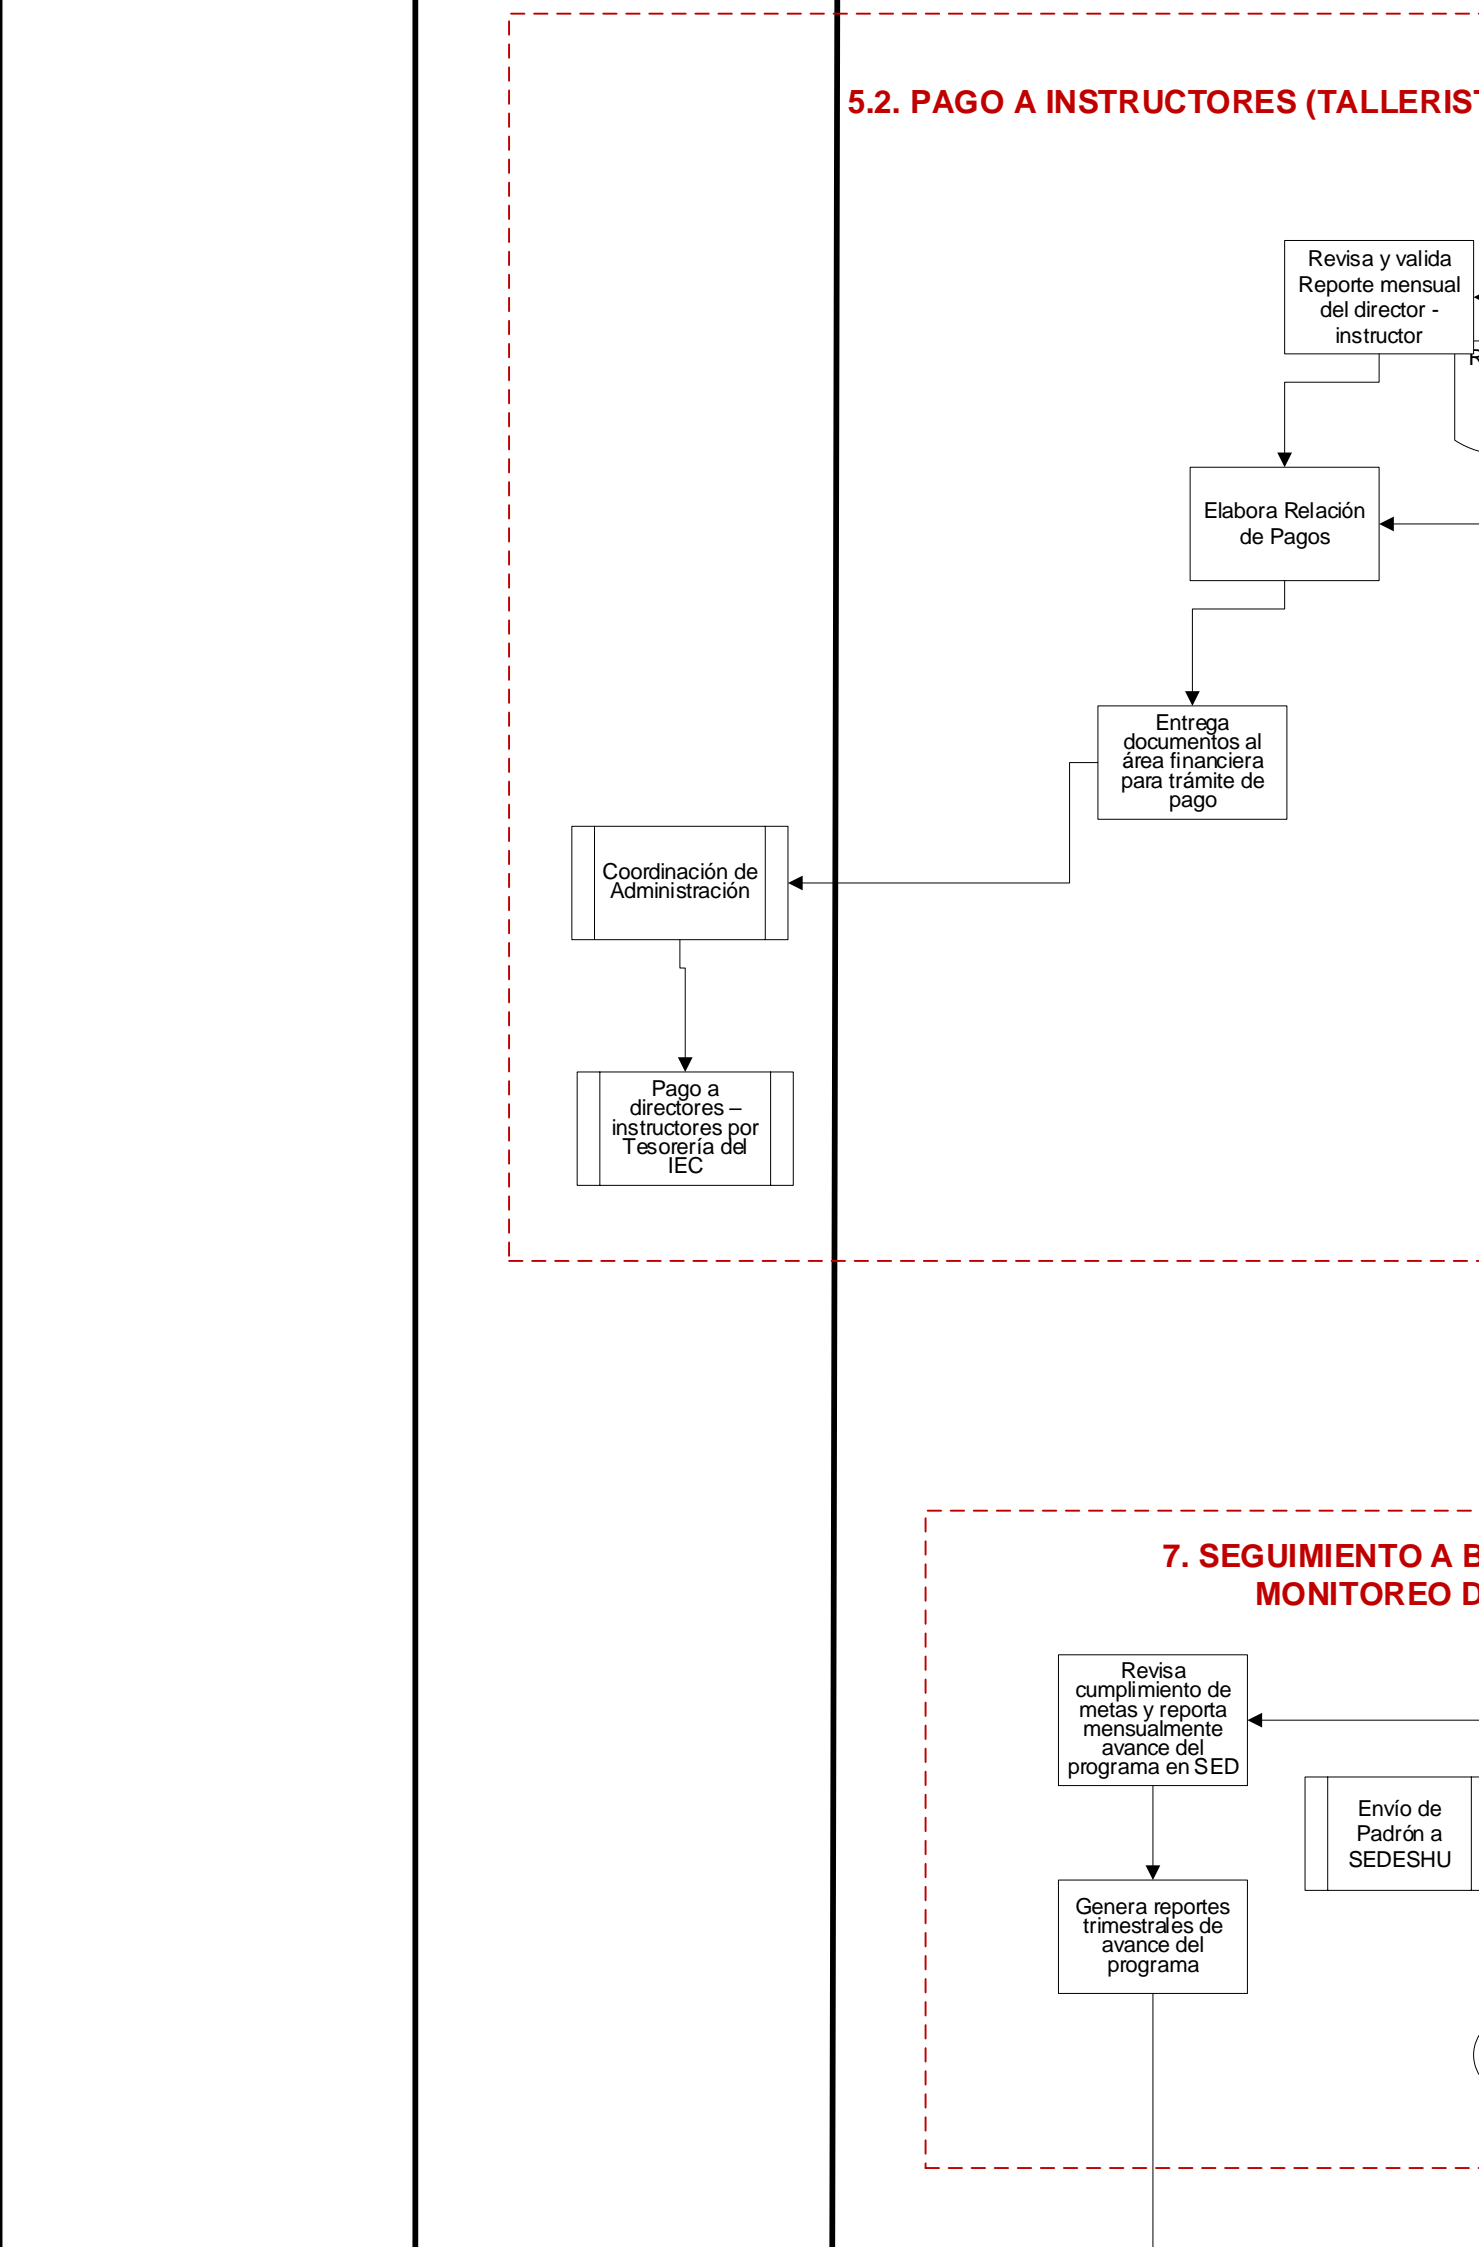 5.2. PAGO A INSTRUCTORES (TALLERIST
Revisa y valida
Reporte mensual
del director -
instructor
Elabora Relación
de Pagos
Entrega
documentos al
área financiera
para trámite de
pago
Coordinación de
Administración
Pago a
directores –
instructores por
Tesorería del
IEC
7. SEGUIMIENTO A B
MONITOREO D
Revisa
cumplimiento de
metas y reporta
mensualmente
avance del
programa en SED
Envío de
Padrón a
SEDESHU
Genera reportes
trimestrales de
avance del
programa